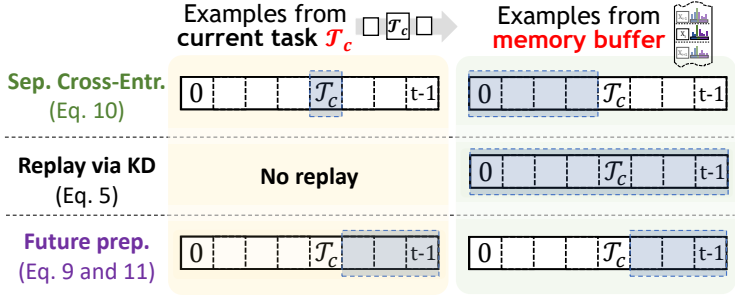 Examples from
current task 𝒯c
𝒯c
Examples from
memory buffer
Sep. Cross-Entr.
(Eq. 10)
0 𝒯c t-1
0 𝒯c t-1
Replay via KD
(Eq. 5)
No replay
0 𝒯c t-1
Future prep.
(Eq. 9 and 11)
0 𝒯c t-1
0 𝒯c t-1